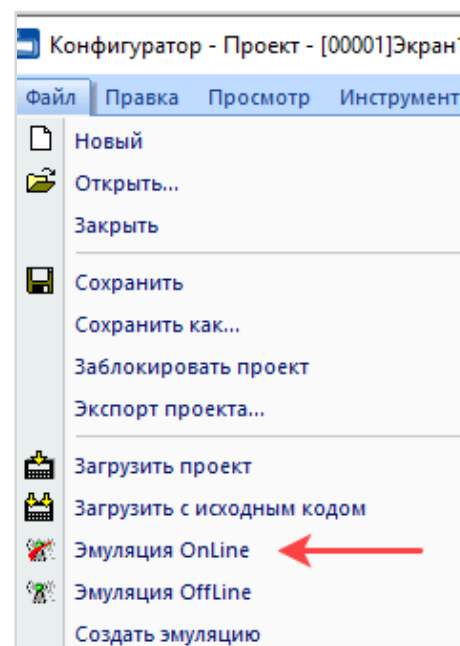 Конфигуратор - Проект - [00001]Экран
Файл Правка Просмотр Инструмент
Новый
Открыть...
Закрыть
Сохранить
Сохранить как...
Заблокировать проект
Экспорт проекта...
Загрузить проект
Загрузить с исходным кодом
Эмуляция OnLine
Эмуляция OffLine
Создать эмуляцию